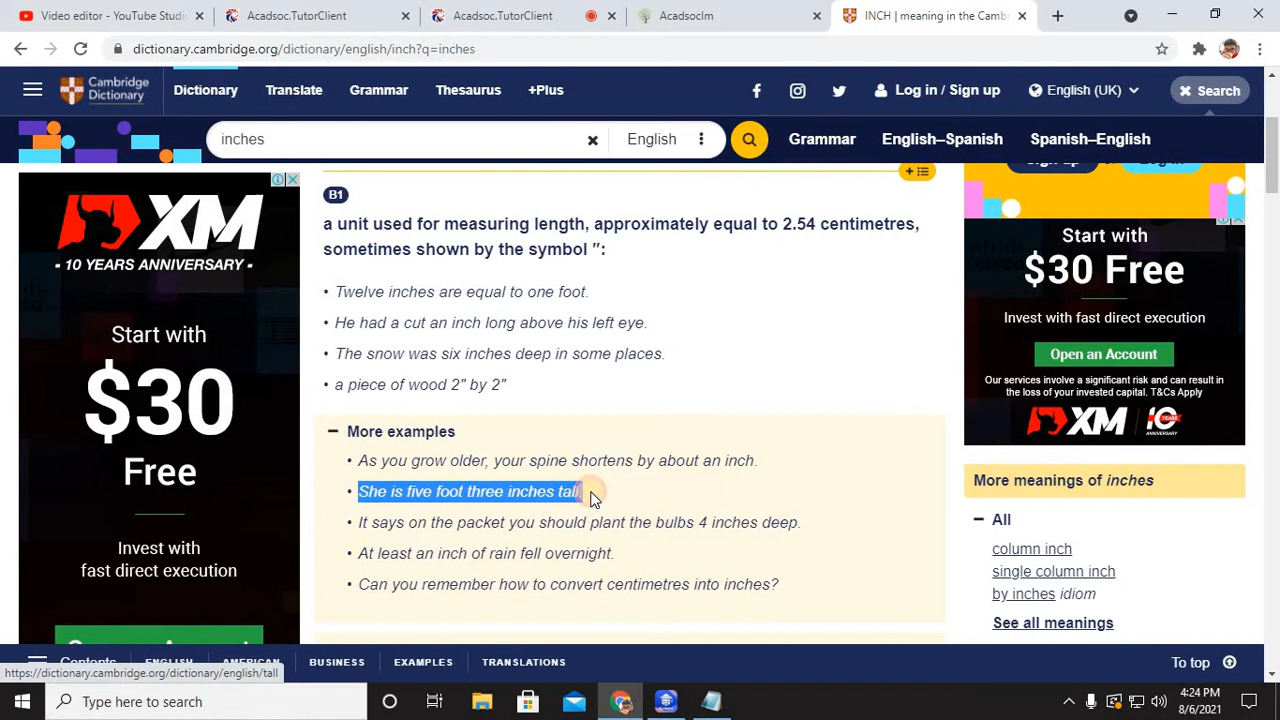 YouTube Video editor - YouTube Studi
Acadsoc.TutorClient
Acadsoc.TutorClient
Acadsoclm
INCH | meaning in the Camb
dictionary.cambridge.org/dictionary/english/inch?q=inches
Cambridge
Dictionary
Dictionary
Translate
Grammar
Thesaurus
+Plus
Log in / Sign up
English (UK)
Search
inches
English
Grammar
English–Spanish
Spanish–English
B1
a unit used for measuring length, approximately equal to 2.54 centimetres,
sometimes shown by the symbol ″:
• Twelve inches are equal to one foot.
• He had a cut an inch long above his left eye.
• The snow was six inches deep in some places.
• a piece of wood 2" by 2"
More examples
• As you grow older, your spine shortens by about an inch.
• She is five foot three inches tall.
• It says on the packet you should plant the bulbs 4 inches deep.
• At least an inch of rain fell overnight.
• Can you remember how to convert centimetres into inches?
XM
- 10 YEARS ANNIVERSARY -
Start with
$30
Free
Invest with
fast direct execution
Start with
$30 Free
Invest with fast direct execution
Open an Account
Our services involve a significant risk and can result in
the loss of your invested capital. T&Cs Apply
XM
10 YEARS
ANNIVERSARY
More meanings of inch
All
column inch
single column inch
by inches idiom
See all meanings
Contents
ENGLISH
AMERICAN
BUSINESS
EXAMPLES
TRANSLATIONS
To top
https://dictionary.cambridge.org/dictionary/english/tall
Type here to search
4:24 PM
8/6/2021